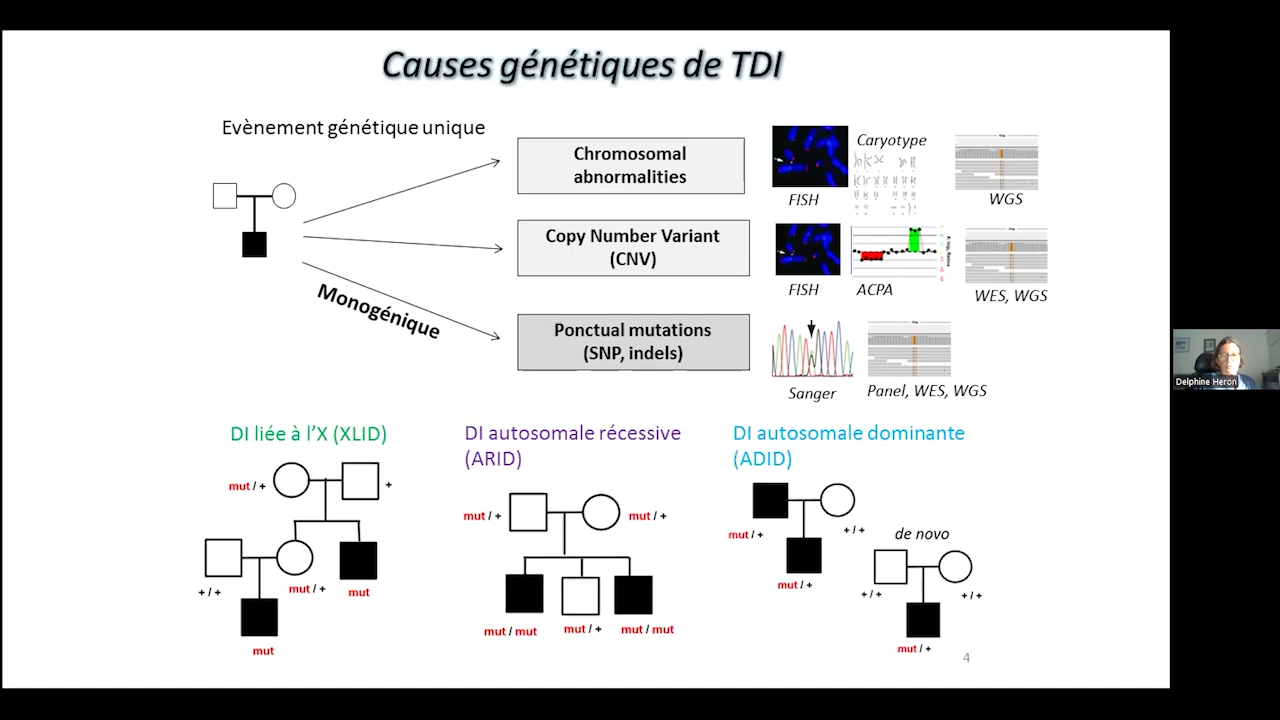 Causes génétiques de TDI
Evènement génétique unique
Chromosomal
abnormalities
FISH
Caryotype
WGS
Copy Number Variant
(CNV)
FISH
ACPA
WES, WGS
Monogénique
Ponctual mutations
(SNP, indels)
Sanger
Panel, WES, WGS
Delphine Heron
DI liée à l'X (XLID)
mut / +
+
+ / +
mut / +
mut
mut
DI autosomale récessive
(ARID)
mut / +
mut / +
mut / mut
mut / +
mut / mut
DI autosomale dominante
(ADID)
mut / +
+ / +
mut / +
de novo
+ / +
+ / +
mut / +
4